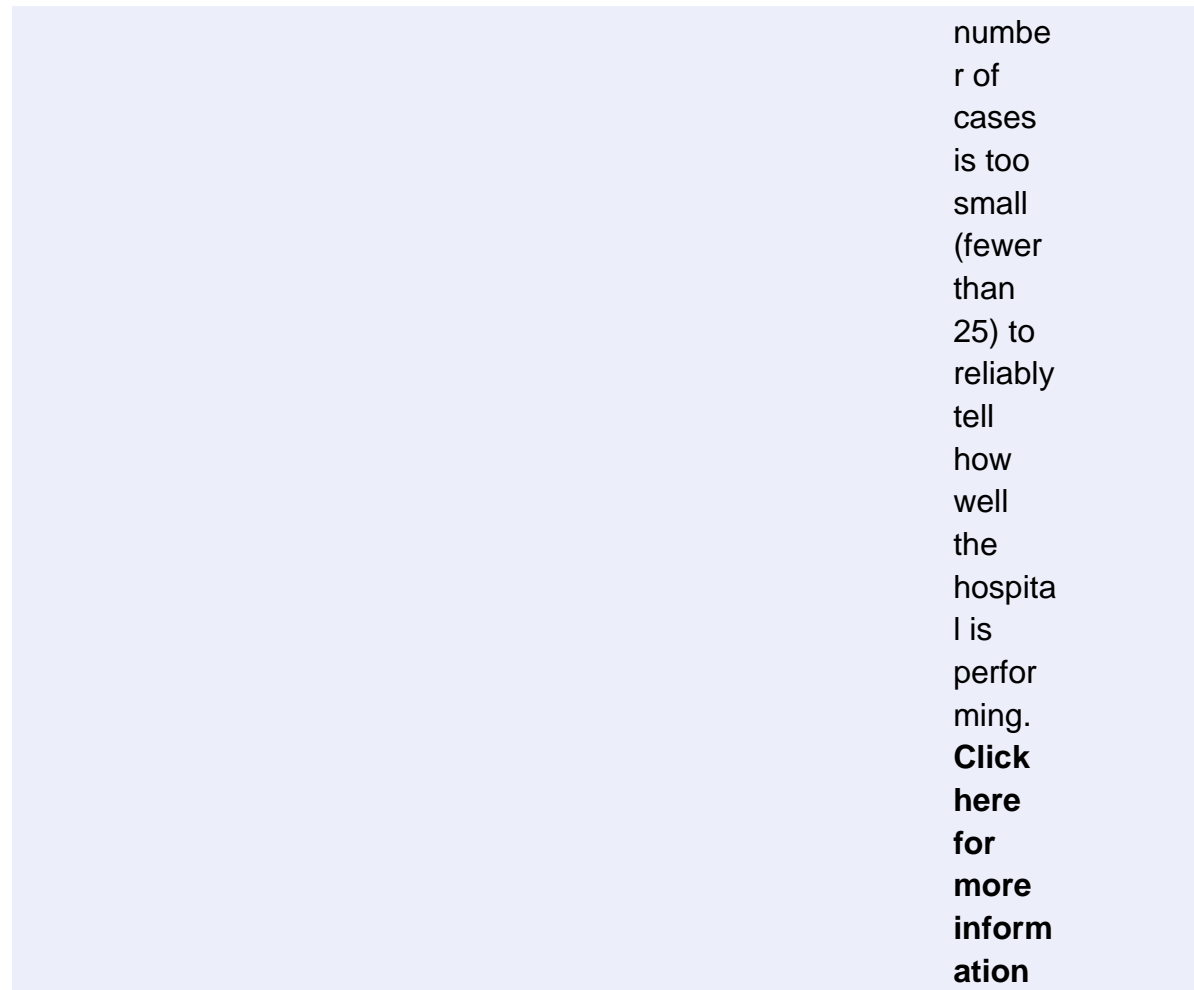 numbe
r of
cases
is too
small
(fewer
than
25) to
reliably
tell
how
well
the
hospita
l is
perfor
ming.
Click
here
for
more
inform
ation